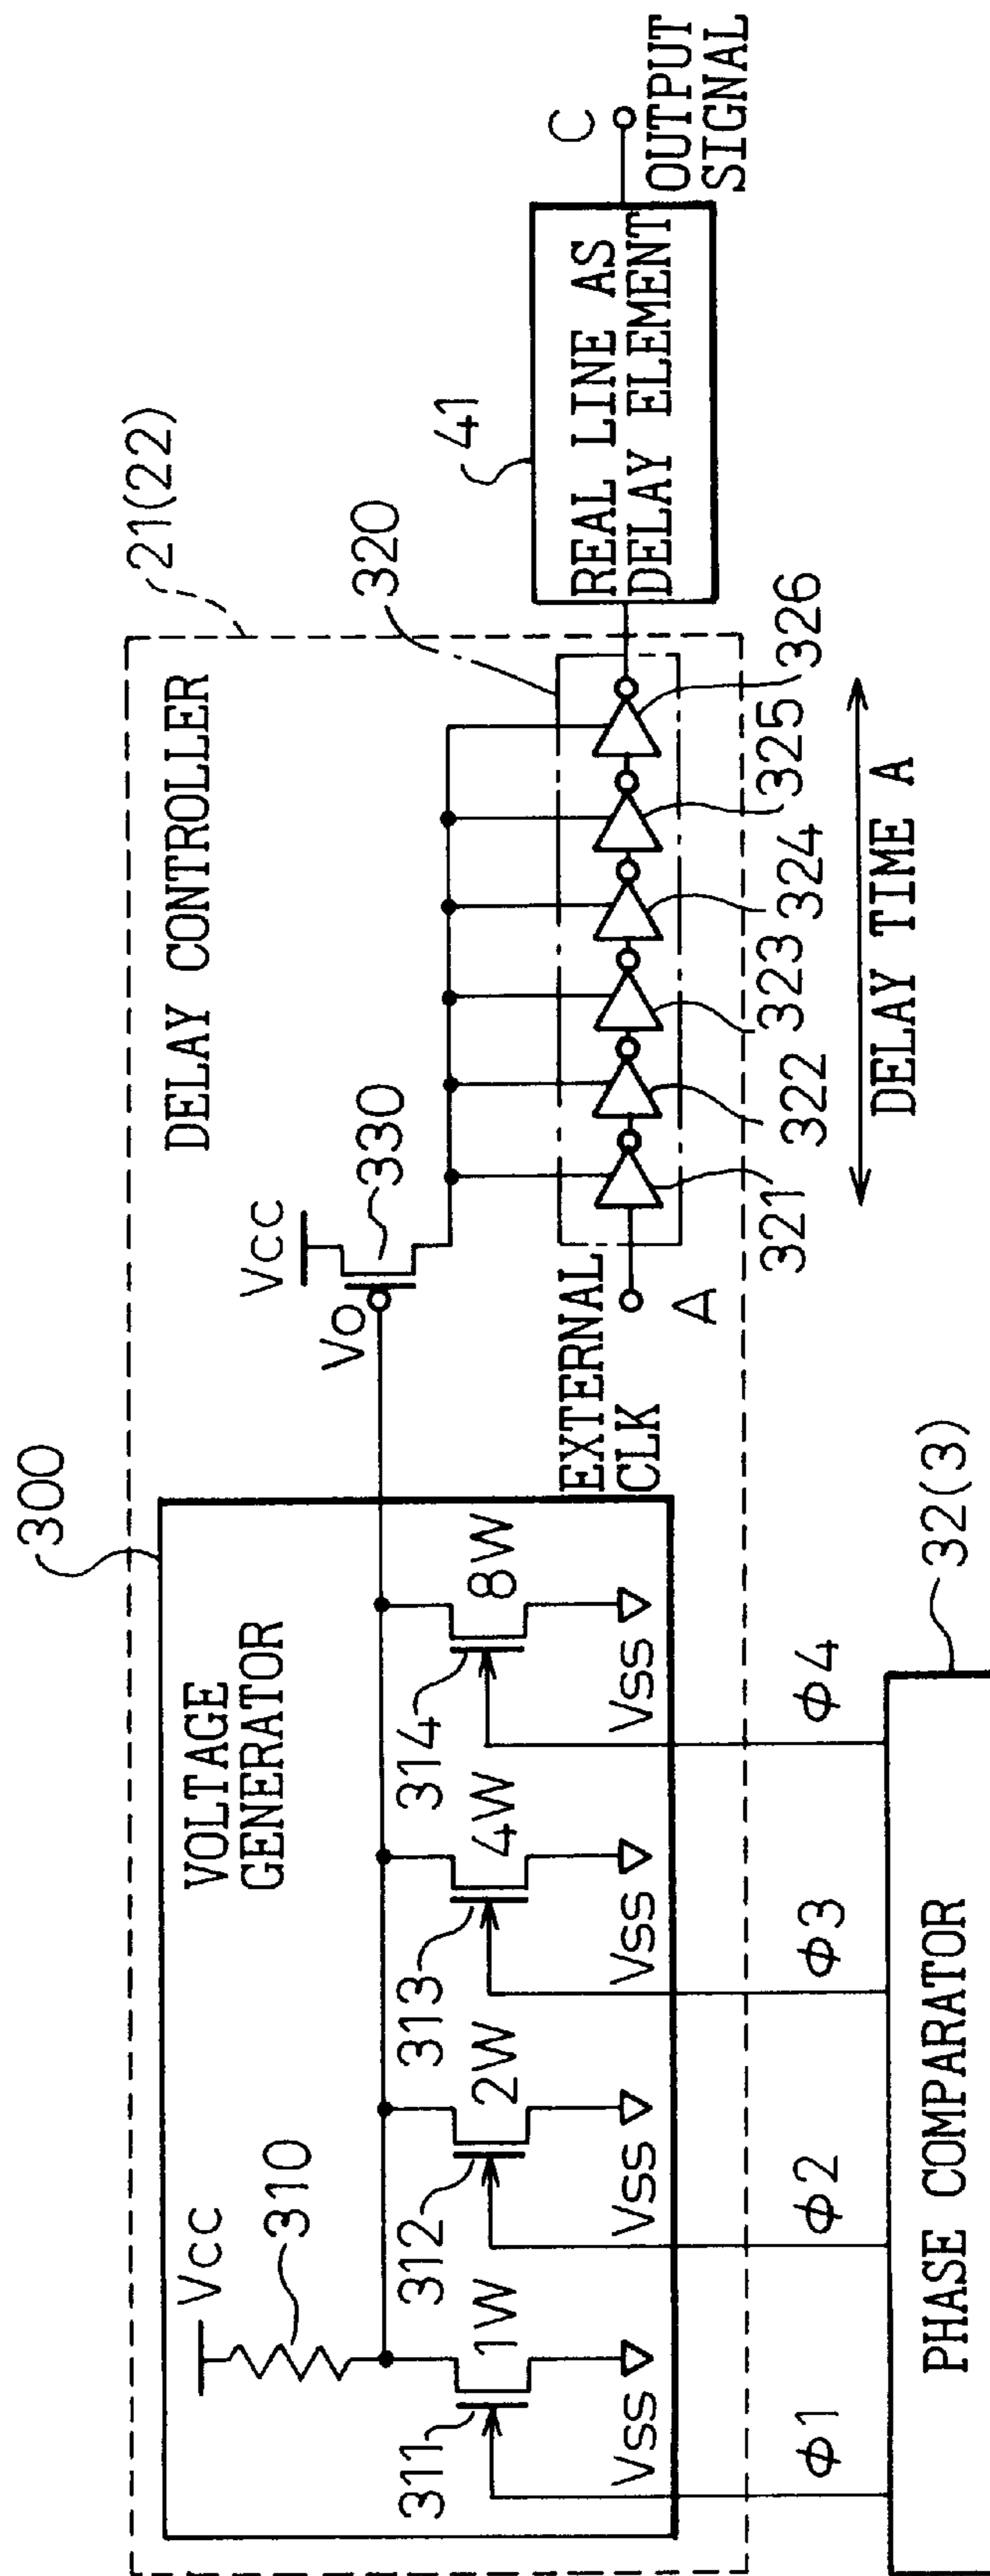 300
21(22)
DELAY CONTROLLER
VOLTAGE
GENERATOR
Vcc
310
311
1W
312
2W
313
4W
314
8W
Vss
Vss
Vss
Vss
Vcc
Vo
330
320
EXTERNAL
CLK
A
321
322
323
324
325
326
DELAY TIME A
41
REAL LINE AS
DELAY ELEMENT
C
OUTPUT
SIGNAL
φ1
φ2
φ3
φ4
32(3)
PHASE COMPARATOR